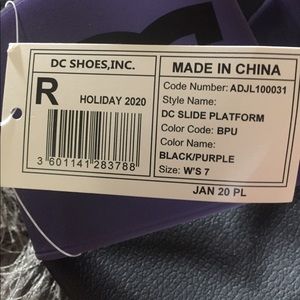 DC SHOES,INC.
R
HOLIDAY 2020
3 601141 283788
MADE IN CHINA
Code Number: ADJL100031
Style Name:
DC SLIDE PLATFORM
Color Code: BPU
Color Name:
BLACK/PURPLE
Size: W'S 7
JAN 20 PL